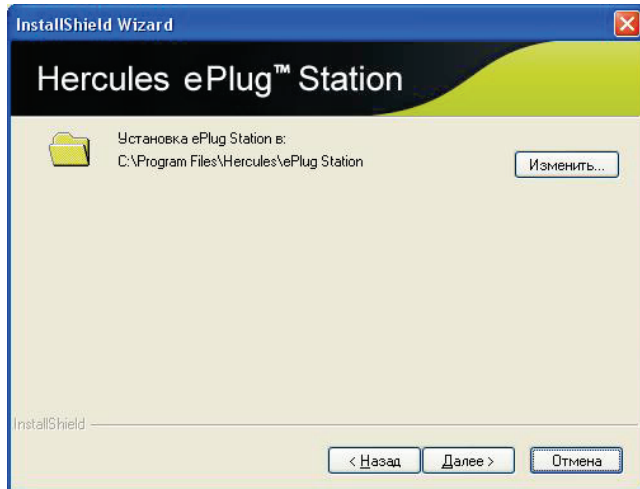 InstallShield Wizard
Hercules ePlug™ Station
Установка ePlug Station в:
C:\Program Files\Hercules\ePlug Station
Изменить...
InstallShield
< Назад
Далее >
Отмена